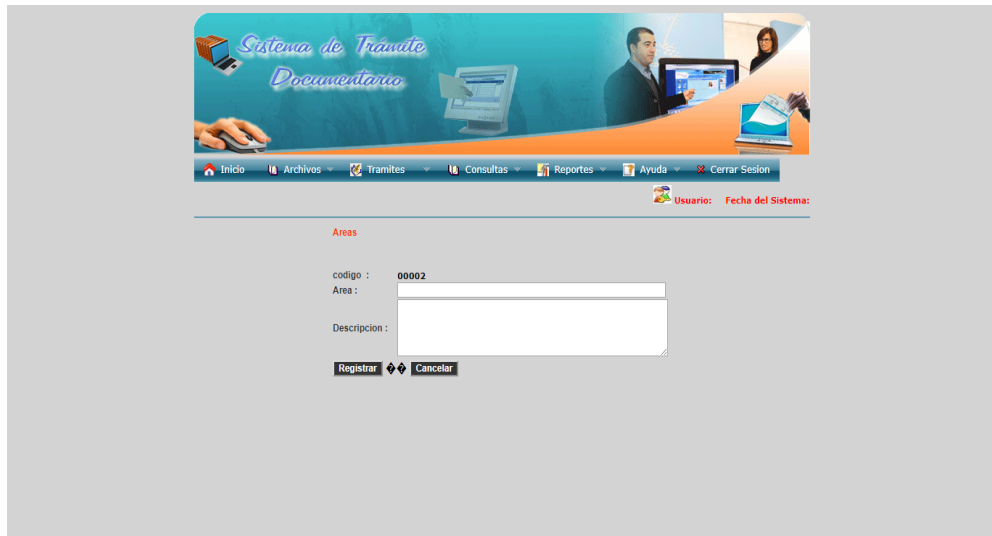 Sistema de Trámite
Documentario
Inicio Archivos Tramites Consultas Reportes Ayuda Cerrar Sesion
Usuario: Fecha del Sistema:
Areas
codigo : 00002
Area :
Descripcion :
Registrar �� Cancelar